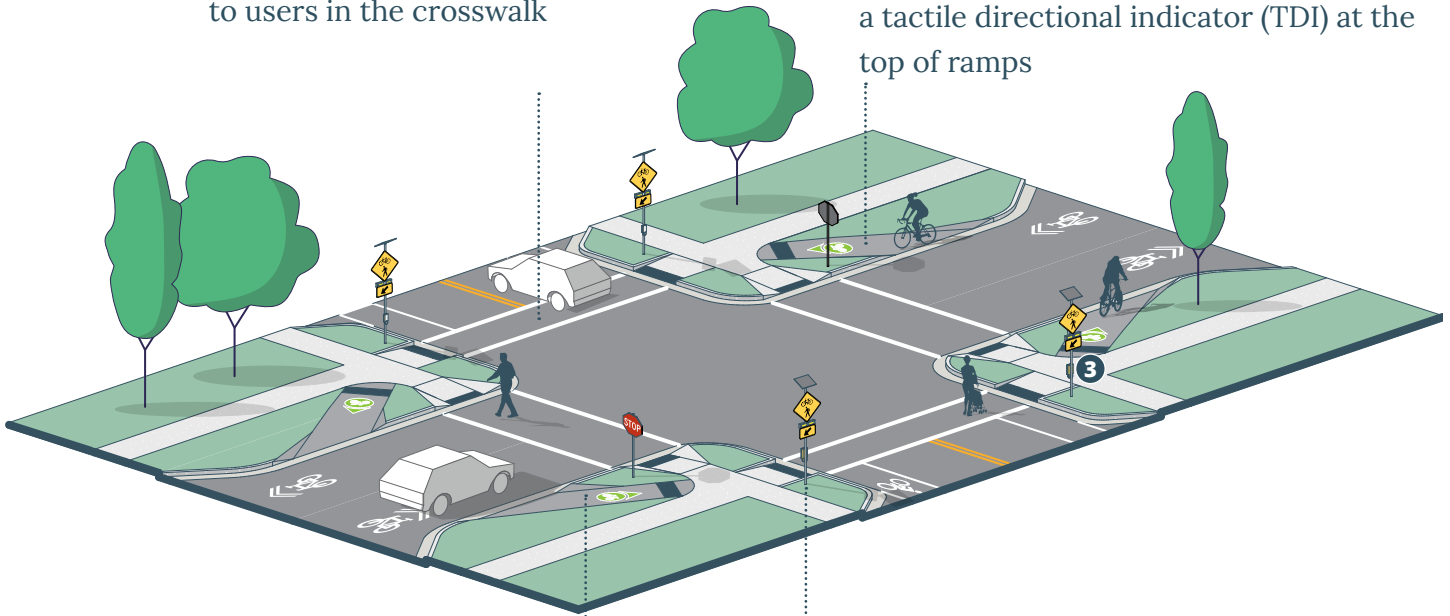 to users in the crosswalk
a tactile directional indicator (TDI) at the
top of ramps
3
STOP